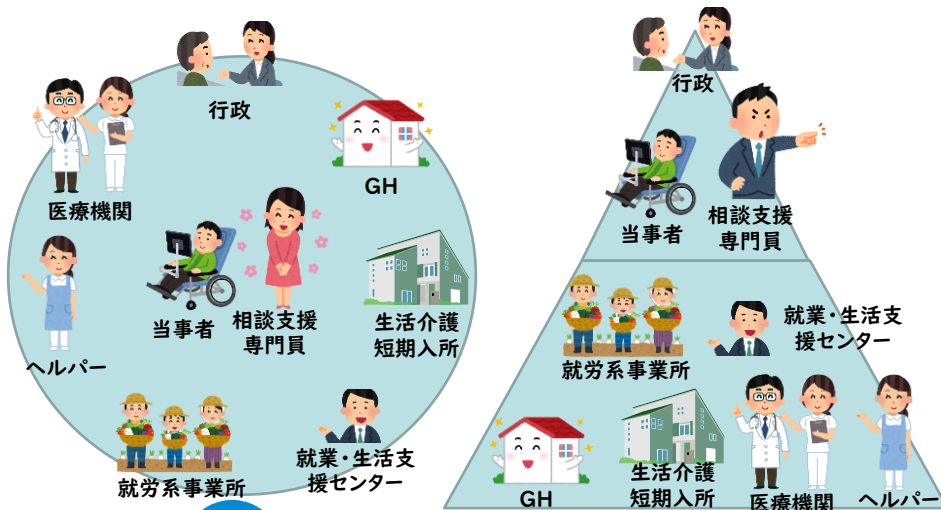 行政
GH
医療機関
当事者
相談支援
専門員
生活介護
短期入所
ヘルパー
就業・生活支
援センター
就労系事業所
行政
当事者
相談支援
専門員
就業・生活支
援センター
就労系事業所
GH
生活介護
短期入所
医療機関
ヘルパー